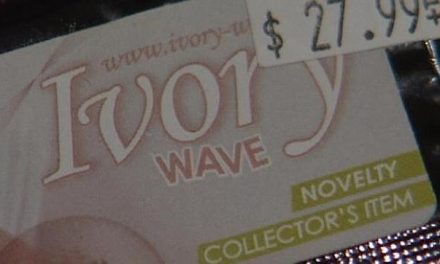 $ 27.99
www.ivory-w
Ivory
WAVE
NOVELTY
COLLECTOR'S ITEM